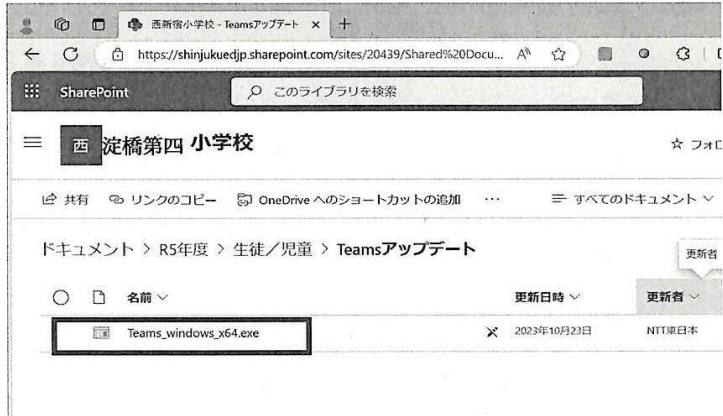 西新宿小学校 - Teamsアップデート
https://shinjukuedjp.sharepoint.com/sites/20439/Shared%20Docu...
SharePoint
このライブラリを検索
西 淀橋第四 小学校
共有 リンクのコピー OneDrive へのショートカットの追加 … すべてのドキュメント
ドキュメント > R5年度 > 生徒/児童 > Teamsアップデート
更新者
名前 更新日時 更新者
Teams_windows_x64.exe 2023年10月23日 NTT東日本